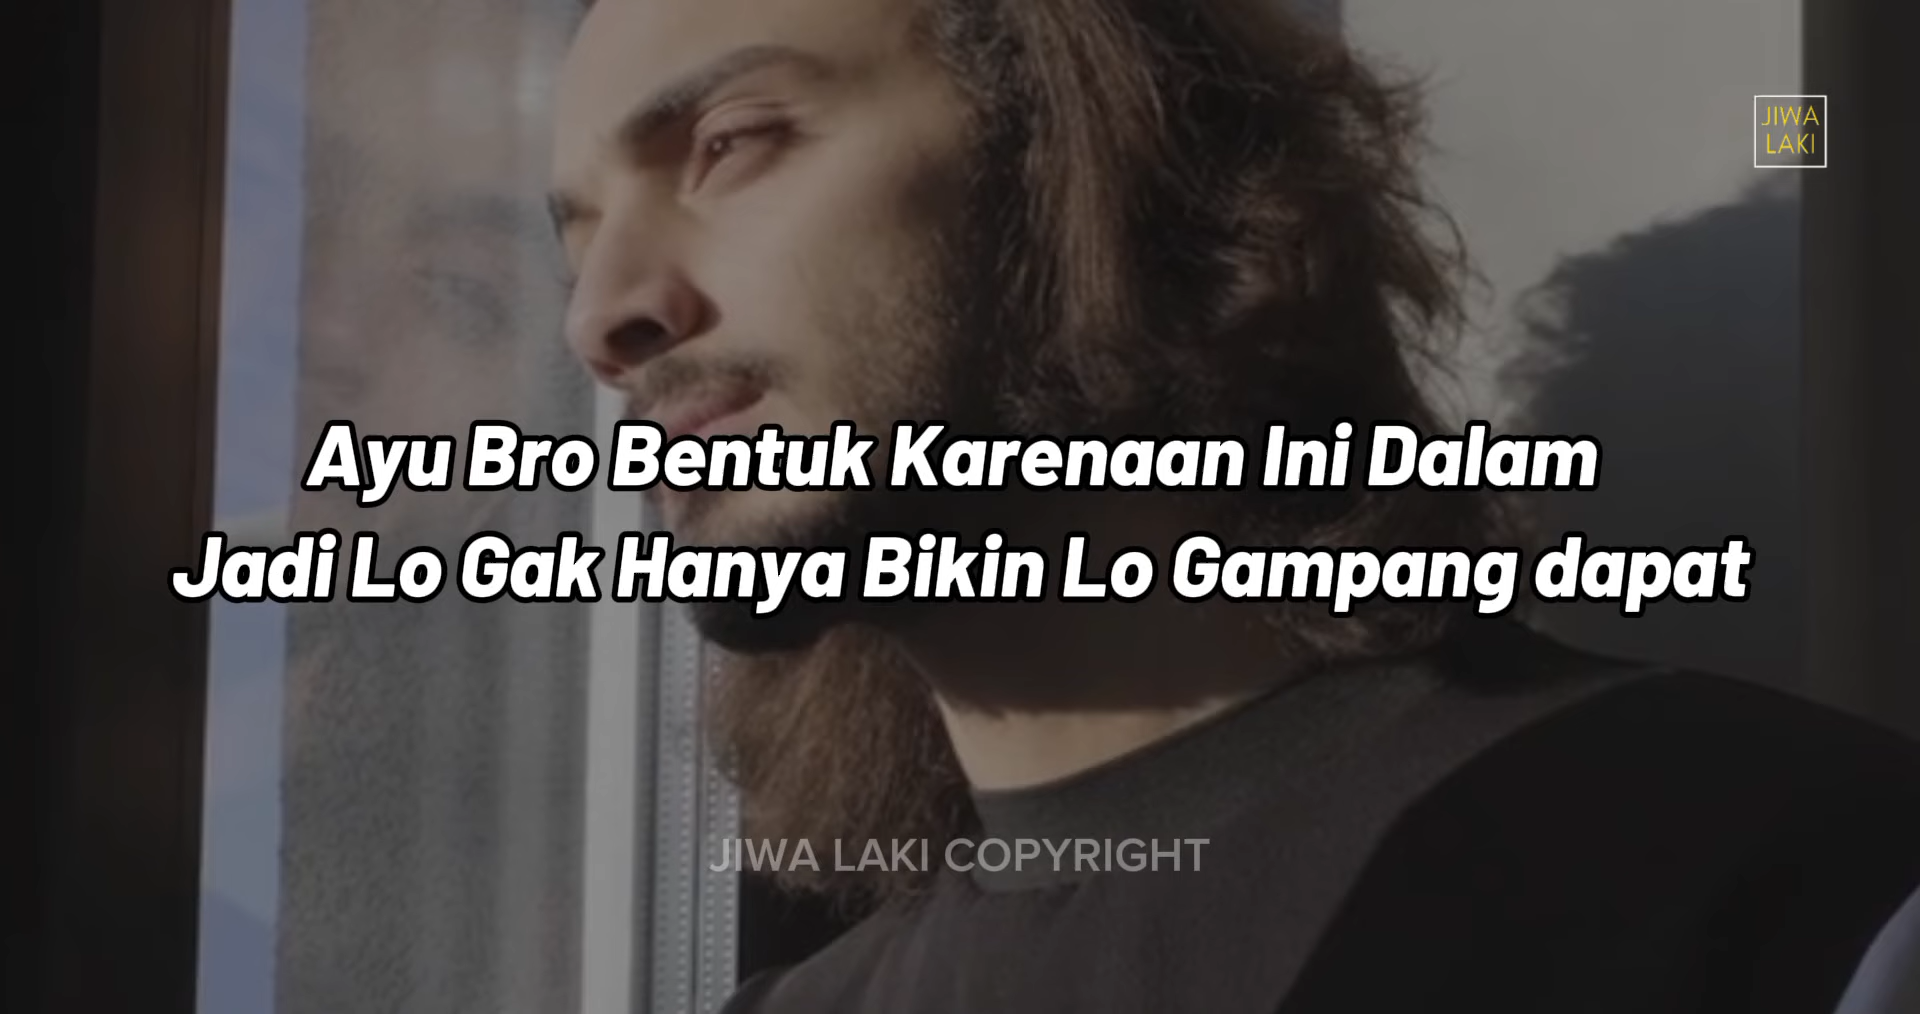 JIWA
LAKI
Ayu Bro Bentuk Karenaan Ini Dalam
Jadi Lo Gak Hanya Bikin Lo Gampang dapat
JIWA LAKI COPYRIGHT